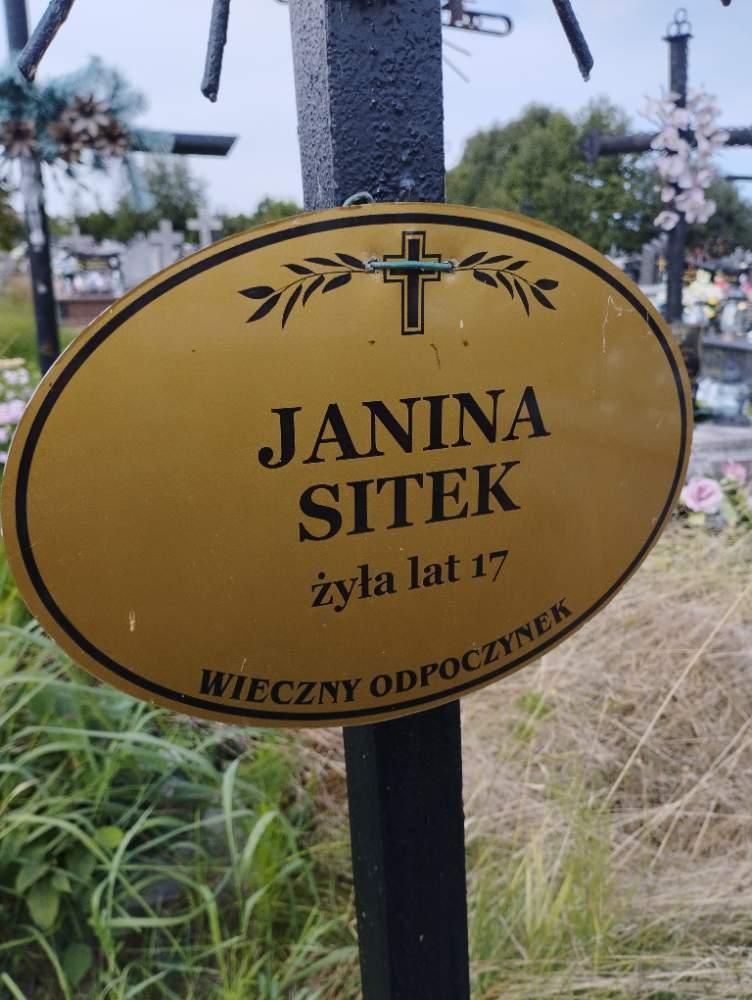 JANINA
SITEK
żyła lat 17
WIECZNY ODPOCZYNEK